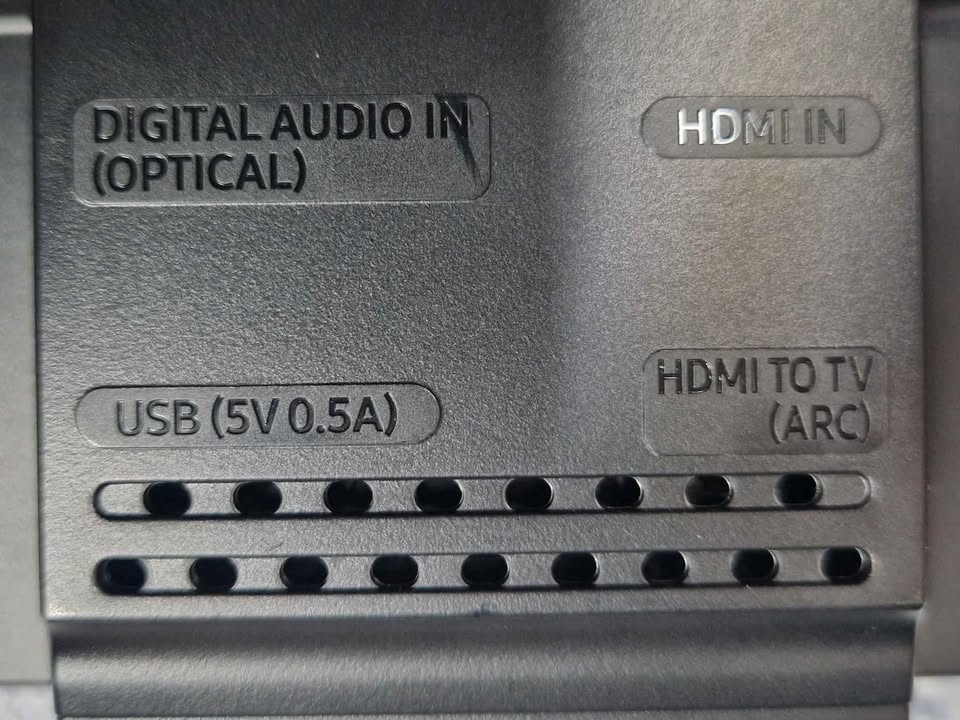 DIGITAL AUDIO IN
(OPTICAL)
HDMI IN
USB (5V 0.5A)
HDMI TO TV
(ARC)